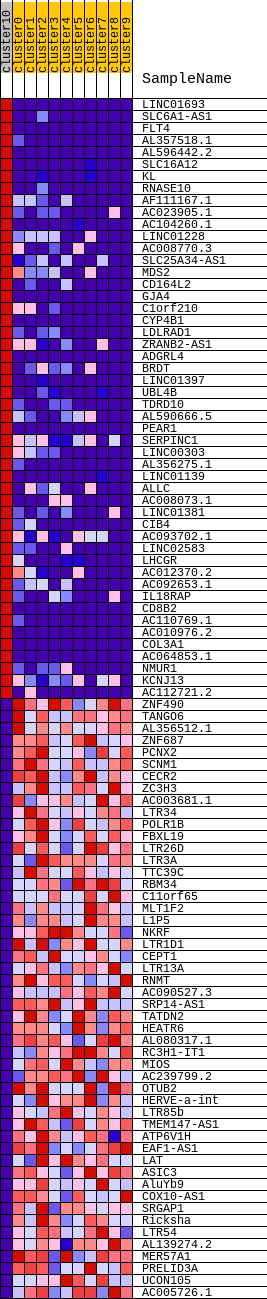 cluster10
cluster0
cluster1
cluster2
cluster3
cluster4
cluster5
cluster6
cluster7
cluster8
cluster9
SampleName
LINC01693
SLC6A1-AS1
FLT4
AL357518.1
AL596442.2
SLC16A12
KL
RNASE10
AF111167.1
AC023905.1
AC104260.1
LINC01228
AC008770.3
SLC25A34-AS1
MDS2
CD164L2
GJA4
C1orf210
CYP4B1
LDLRAD1
ZRANB2-AS1
ADGRL4
BRDT
LINC01397
UBL4B
TDRD10
AL590666.5
PEAR1
SERPINC1
LINC00303
AL356275.1
LINC01139
ALLC
AC008073.1
LINC01381
CIB4
AC093702.1
LINC02583
LHCGR
AC012370.2
AC092653.1
IL18RAP
CD8B2
AC110769.1
AC010976.2
COL3A1
AC064853.1
NMUR1
KCNJ13
AC112721.2
ZNF490
TANGO6
AL356512.1
ZNF687
PCNX2
SCNM1
CECR2
ZC3H3
AC003681.1
LTR34
POLR1B
FBXL19
LTR26D
LTR3A
TTC39C
RBM34
C11orf65
MLT1F2
L1P5
NKRF
LTR1D1
CEPT1
LTR13A
RNMT
AC090527.3
SRP14-AS1
TATDN2
HEATR6
AL080317.1
RC3H1-IT1
MIOS
AC239799.2
OTUB2
HERVE-a-int
LTR85b
TMEM147-AS1
ATP6V1H
EAF1-AS1
LAT
ASIC3
AluYb9
COX10-AS1
SRGAP1
Ricksha
LTR54
AL139274.2
MER57A1
PRELID3A
UCON105
AC005726.1